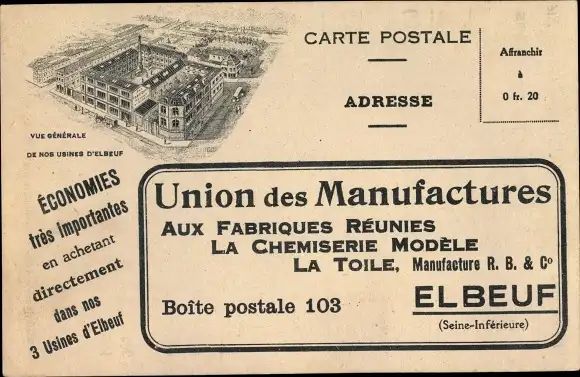 CARTE POSTALE
ADRESSE
Affranchir
à
0 fr. 20
VUE GÉNÉRALE
DE NOS USINES D'ELBEUF
ÉCONOMIES
très Importantes
en achetant
directement
dans nos
3 Usines d'Elbeuf
Union des Manufactures
AUX FABRIQUES RÉUNIES
LA CHEMISERIE MODÈLE
LA TOILE, Manufacture R. B. & Cº
Boîte postale 103
ELBEUF
(Seine-Inférieure)